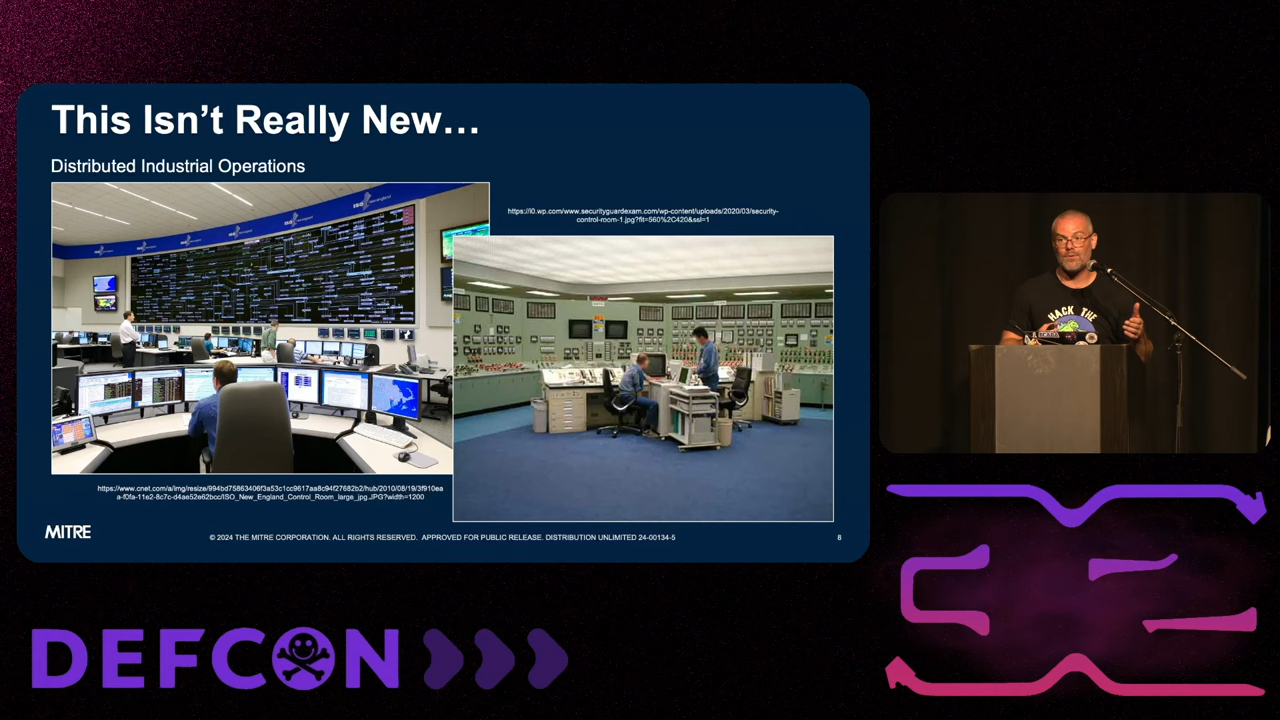 This Isn't Really New…
Distributed Industrial Operations
https://i0.wp.com/www.securityguardexam.com/wp-content/uploads/2020/03/security-
control-room-1.jpg?fit=560%2C420&ssl=1
https://www.cnet.com/a/img/resize/994bd75863406f3a53c1cc9617aa8c94f27682b2/hub/2010/08/19/3f910ea
a-f0fa-11e2-8c7c-d4ae52e62bcc/ISO_New_England_Control_Room_large_jpg.JPG?width=1200
MITRE
© 2024 THE MITRE CORPORATION. ALL RIGHTS RESERVED. APPROVED FOR PUBLIC RELEASE. DISTRIBUTION UNLIMITED 24-00134-5
8
HACK THE
DEFCON